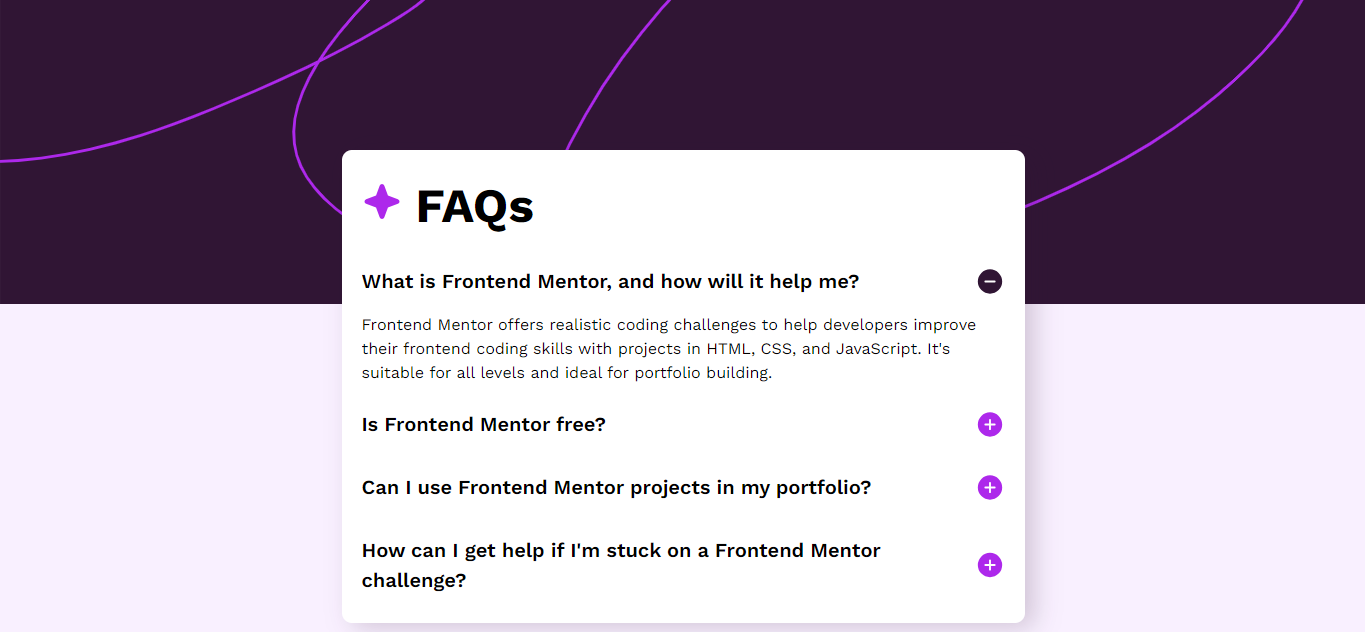 FAQs
What is Frontend Mentor, and how will it help me?
Frontend Mentor offers realistic coding challenges to help developers improve
their frontend coding skills with projects in HTML, CSS, and JavaScript. It's
suitable for all levels and ideal for portfolio building.
Is Frontend Mentor free?
Can I use Frontend Mentor projects in my portfolio?
How can I get help if I'm stuck on a Frontend Mentor
challenge?